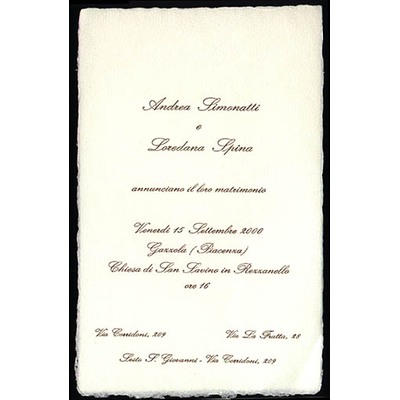 Andrea Simonatti
e
Loredana Spina
annunciano il loro matrimonio
Venerdì 15 Settembre 2000
Gazzola (Piacenza)
Chiesa di San Savino in Rezzanello
ore 16
Via Corridoni, 209
Via La Fratta, 28
Sesto S. Giovanni - Via Corridoni, 209